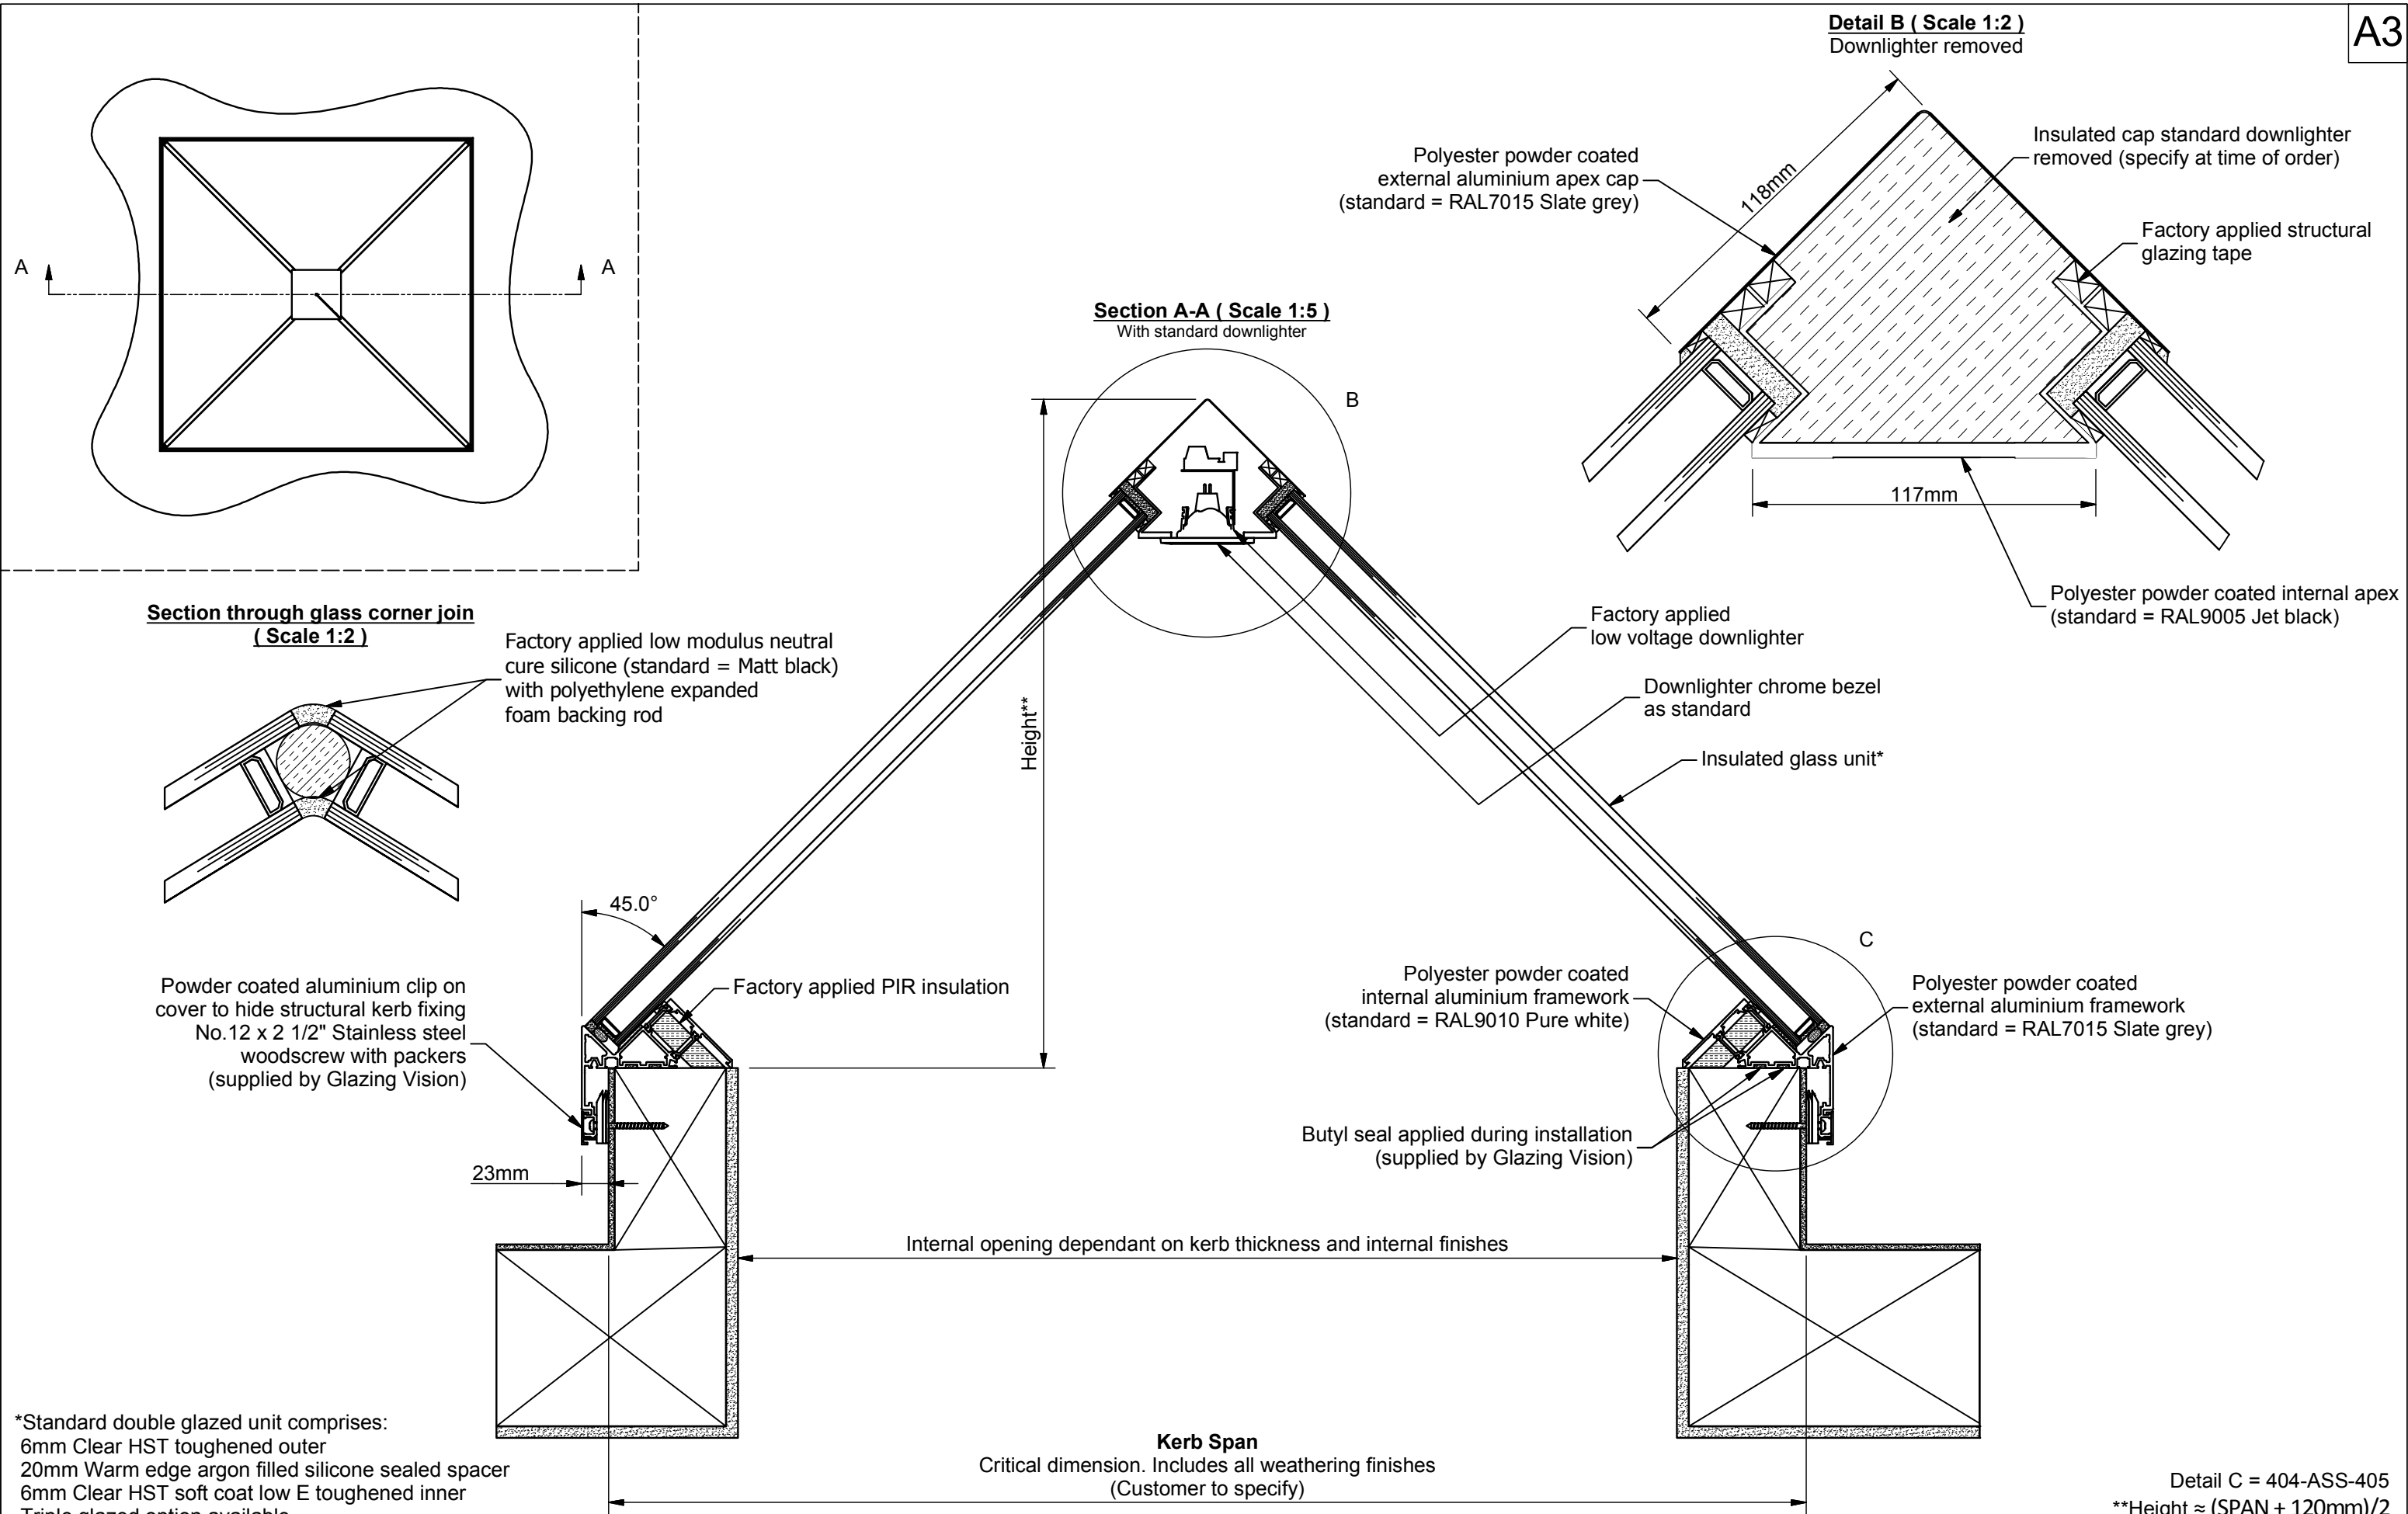 A3
Detail B ( Scale 1:2 )
Downlighter removed
Polyester powder coated
external aluminium apex cap
(standard = RAL7015 Slate grey)
118mm
Insulated cap standard downlighter
removed (specify at time of order)
Factory applied structural
glazing tape
117mm
Polyester powder coated internal apex
(standard = RAL9005 Jet black)
A
A
Section A-A ( Scale 1:5 )
With standard downlighter
B
Section through glass corner join
( Scale 1:2 )
Factory applied low modulus neutral
cure silicone (standard = Matt black)
with polyethylene expanded
foam backing rod
Height**
Factory applied
low voltage downlighter
Downlighter chrome bezel
as standard
Insulated glass unit*
45.0°
C
Powder coated aluminium clip on
cover to hide structural kerb fixing
No.12 x 2 1/2" Stainless steel
woodscrew with packers
(supplied by Glazing Vision)
Factory applied PIR insulation
Polyester powder coated
internal aluminium framework
(standard = RAL9010 Pure white)
Polyester powder coated
external aluminium framework
(standard = RAL7015 Slate grey)
Butyl seal applied during installation
(supplied by Glazing Vision)
23mm
Internal opening dependant on kerb thickness and internal finishes
*Standard double glazed unit comprises:
6mm Clear HST toughened outer
20mm Warm edge argon filled silicone sealed spacer
6mm Clear HST soft coat low E toughened inner
Triple glazed option available
Kerb Span
Critical dimension. Includes all weathering finishes
(Customer to specify)
Detail C = 404-ASS-405
**Height ≈ (SPAN + 120mm)/2